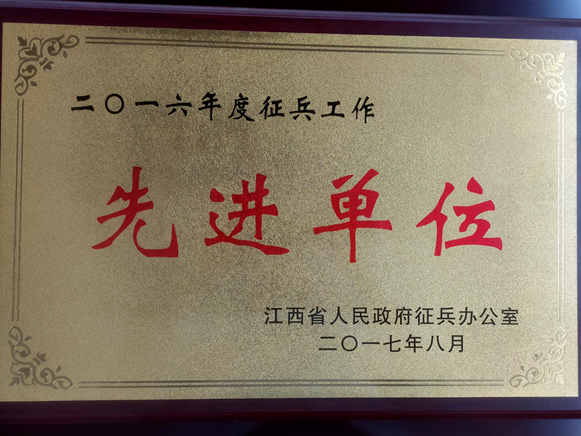 二〇一六年度征兵工作
先进单位
江西省人民政府征兵办公室
二〇一七年八月